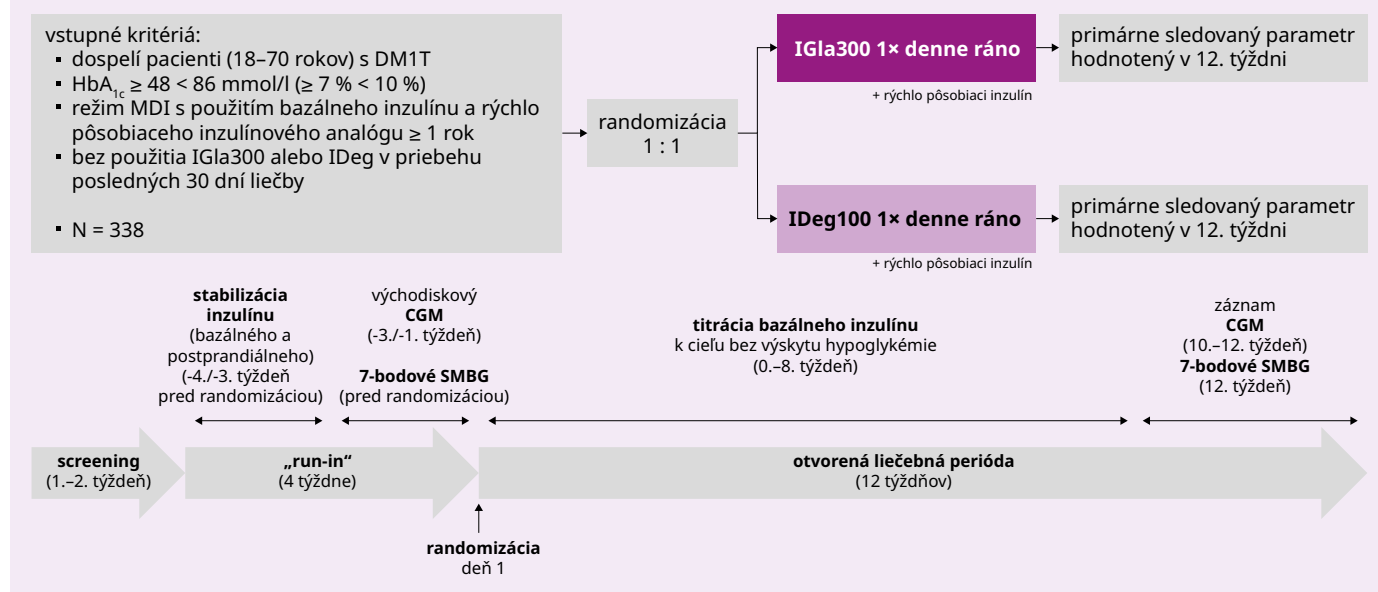 vstupné kritériá:
▪ dospelí pacienti (18–70 rokov) s DM1T
▪ HbA1c ≥ 48 < 86 mmol/l (≥ 7 % < 10 %)
▪ režim MDI s použitím bazálneho inzulínu a rýchlo
pôsobiaceho inzulínového analógu ≥ 1 rok
▪ bez použitia IGla300 alebo IDeg v priebehu
posledných 30 dní liečby
▪ N = 338
randomizácia
1 : 1
IGla300 1× denne ráno
+ rýchlo pôsobiaci inzulín
primárne sledovaný parametr
hodnotený v 12. týždni
IDeg100 1× denne ráno
+ rýchlo pôsobiaci inzulín
primárne sledovaný parametr
hodnotený v 12. týždni
stabilizácia
inzulínu
(bazálného a
postprandiálneho)
(-4./-3. týždeň
pred randomizáciou)
východiskový
CGM
(-3./-1. týždeň)
7-bodové SMBG
(pred randomizáciou)
titrácia bazálneho inzulínu
k cieľu bez výskytu hypoglykémie
(0.–8. týždeň)
záznam
CGM
(10.–12. týždeň)
7-bodové SMBG
(12. týždeň)
screening
(1.–2. týždeň)
„run-in“
(4 týždne)
otvorená liečebná perióda
(12 týždňov)
randomizácia
deň 1